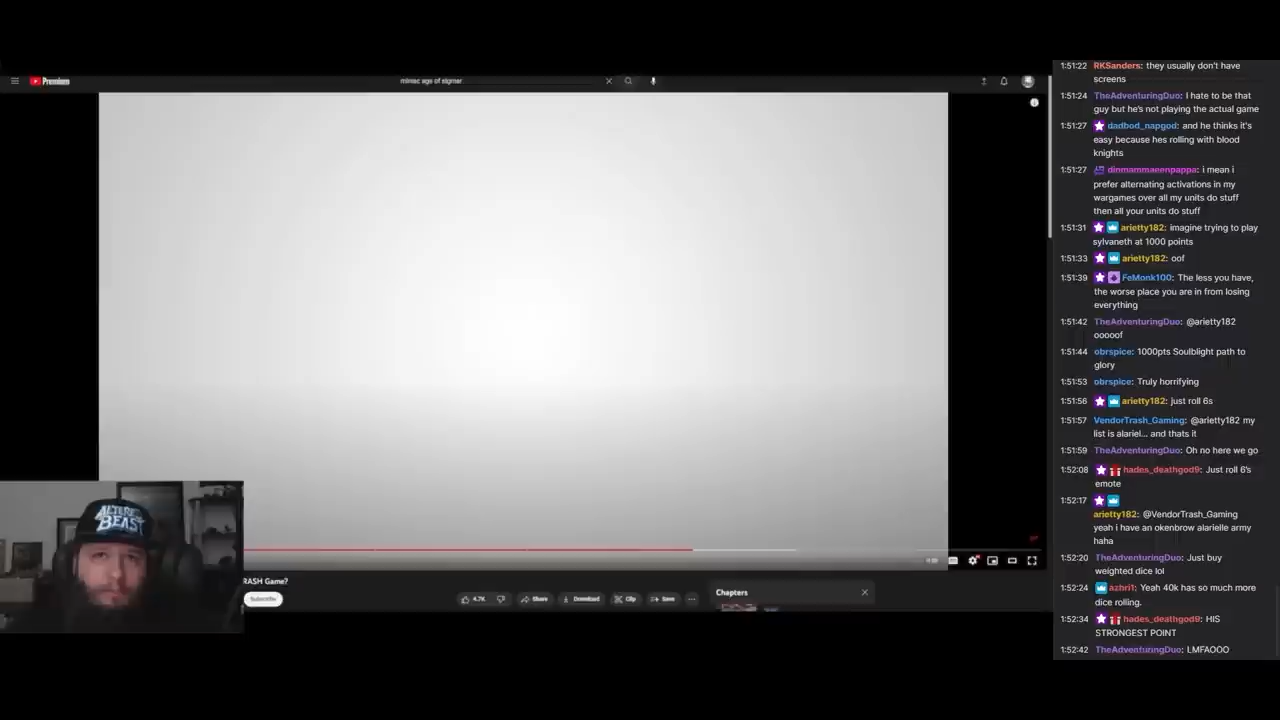 Premium
miniac age of sigmar
ALTERED
BEAST
RASH Game?
Subscribe
4.7K
Share
Download
Clip
Save
Chapters
1:51:22 RKSanders: they usually don't have
screens
1:51:24 TheAdventuringDuo: I hate to be that
guy but he's not playing the actual game
1:51:27 dadbod_napgod: and he thinks it's
easy because hes rolling with blood
knights
1:51:27 dinmammaeenpappa: i mean i
prefer alternating activations in my
wargames over all my units do stuff
then all your units do stuff
1:51:31 arietty182: imagine trying to play
sylvaneth at 1000 points
1:51:33 arietty182: oof
1:51:39 FeMonk100: The less you have,
the worse place you are in from losing
everything
1:51:42 TheAdventuringDuo: @arietty182
ooooof
1:51:44 obrspice: 1000pts Soulblight path to
glory
1:51:53 obrspice: Truly horrifying
1:51:56 arietty182: just roll 6s
1:51:57 VendorTrash_Gaming: @arietty182 my
list is alariel... and thats it
1:51:59 TheAdventuringDuo: Oh no here we go
1:52:08 hades_deathgod9: Just roll 6's
emote
1:52:17
arietty182: @VendorTrash_Gaming
yeah i have an okenbrow alarielle army
haha
1:52:20 TheAdventuringDuo: Just buy
weighted dice lol
1:52:24 azhri1: Yeah 40k has so much more
dice rolling.
1:52:34 hades_deathgod9: HIS
STRONGEST POINT
1:52:42 TheAdventuringDuo: LMFAOOO